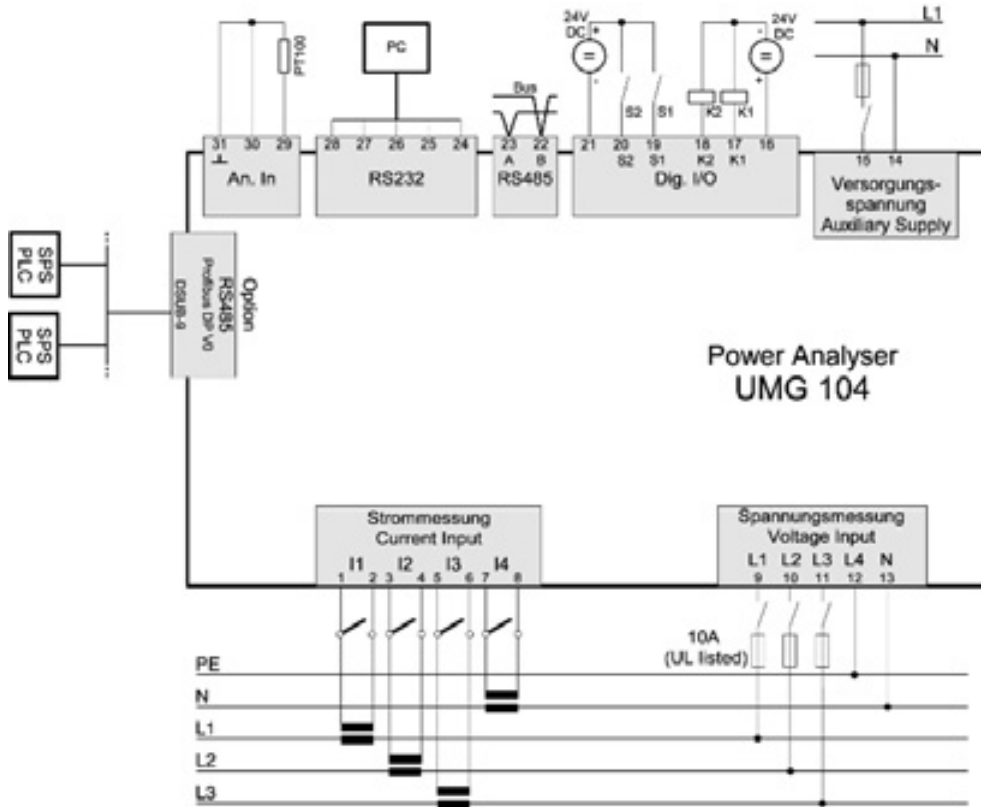 24V DC + -
24V DC - +
L1
N
PT100
PC
Bus
S2 S1
K2 K1
31 30 29
28 27 26 25 24
23 22
A B
21 20 19 18 17 16
S2 S1 K2 K1
15 14
An. In
RS232
RS485
Dig. I/O
Versorgungs-
spannung
Auxiliary Supply
SPS
PLC
SPS
PLC
Option
RS485
Profibus DP V0
DSUB-9
Power Analyser
UMG 104
Strommessung
Current Input
I1 I2 I3 I4
1 2 3 4 5 6 7 8
Spannungsmessung
Voltage Input
L1 L2 L3 L4 N
9 10 11 12 13
10A
(UL listed)
PE
N
L1
L2
L3